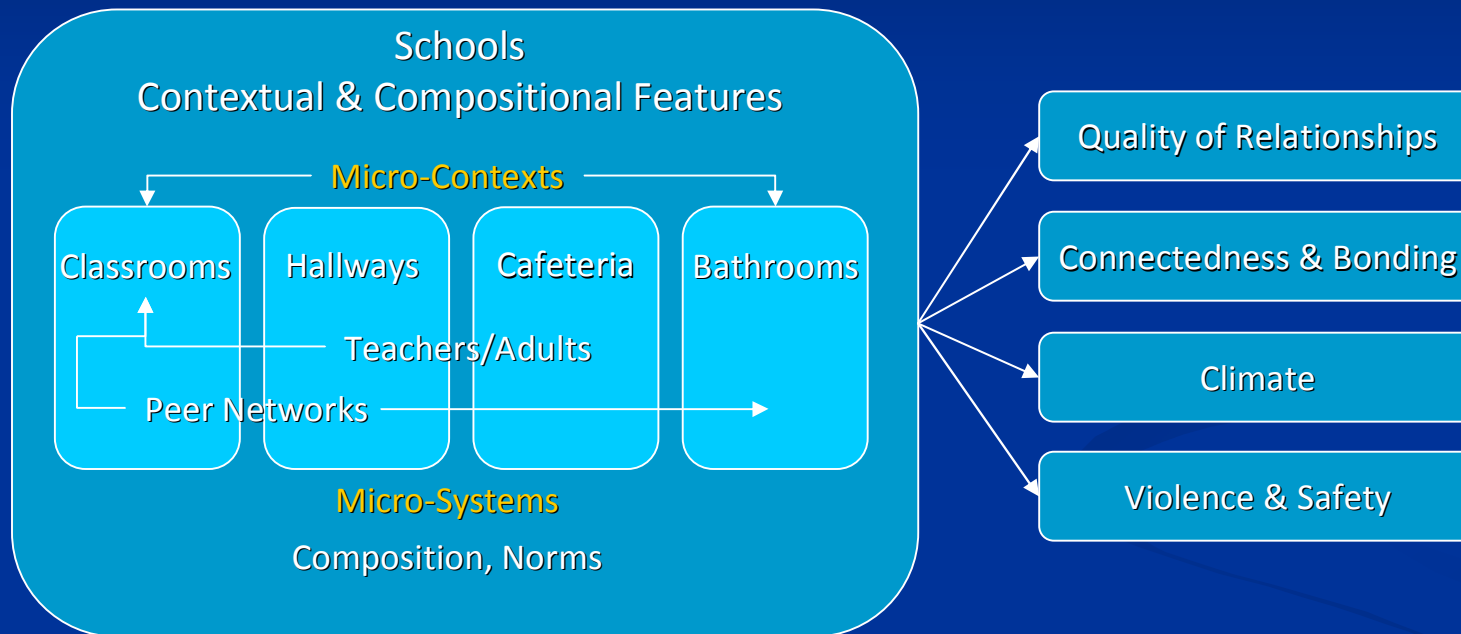 Schools
Contextual & Compositional Features
Micro-Contexts
Classrooms
Hallways
Cafeteria
Bathrooms
Teachers/Adults
Peer Networks
Micro-Systems
Composition, Norms
Quality of Relationships
Connectedness & Bonding
Climate
Violence & Safety